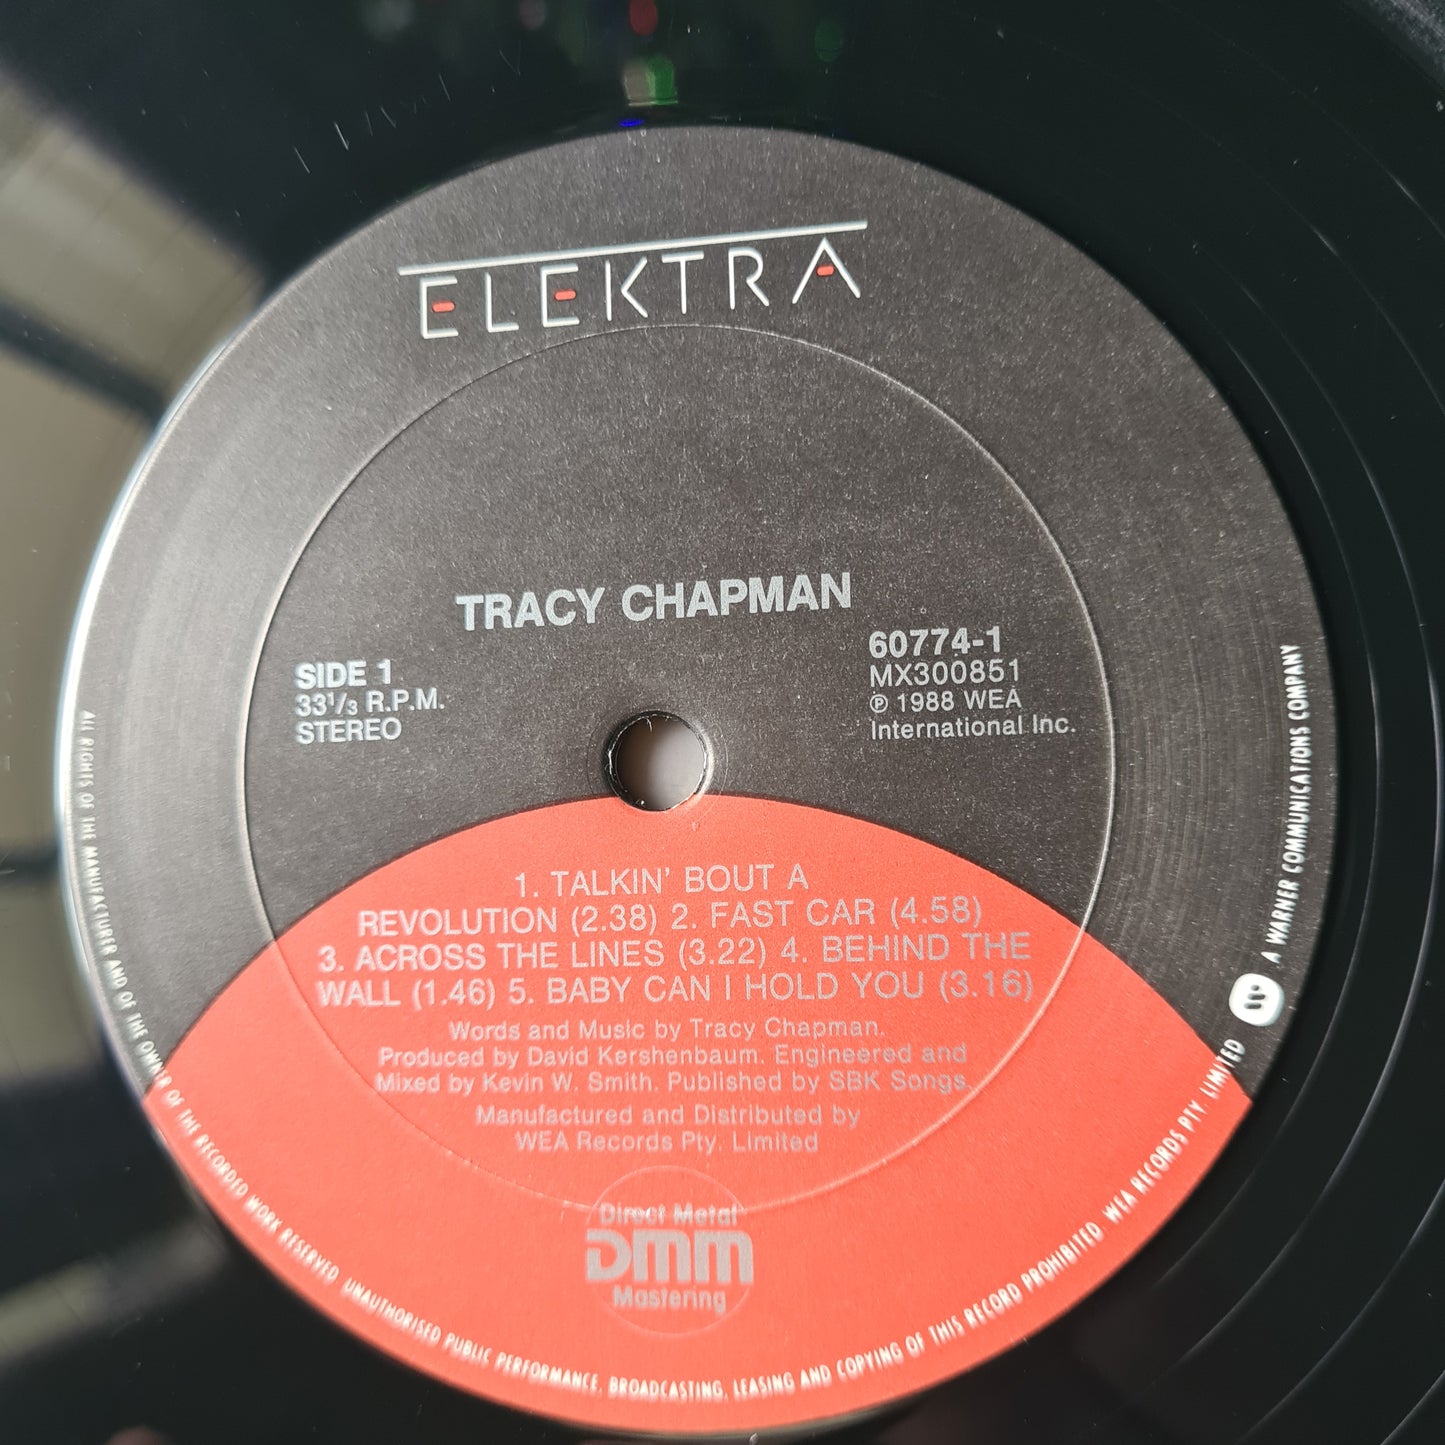 ELEKTRA
TRACY CHAPMAN
SIDE 1
33 1/3 R.P.M.
STEREO
60774-1
MX300851
℗ 1988 WEA
International Inc.
1. TALKIN' BOUT A
REVOLUTION (2.38) 2. FAST CAR (4.58)
3. ACROSS THE LINES (3.22) 4. BEHIND THE
WALL (1.46) 5. BABY CAN I HOLD YOU (3.16)
Words and Music by Tracy Chapman.
Produced by David Kershenbaum. Engineered and
Mixed by Kevin W. Smith. Published by SBK Songs.
Manufactured and Distributed by
WEA Records Pty. Limited
Direct Metal
DMM
Mastering
ALL RIGHTS OF THE MANUFACTURER AND OF THE OWNER OF THE RECORDED WORK RESERVED. UNAUTHORISED PUBLIC PERFORMANCE, BROADCASTING, LEASING AND COPYING OF THIS RECORD PROHIBITED. WEA RECORDS PTY. LIMITED A WARNER COMMUNICATIONS COMPANY